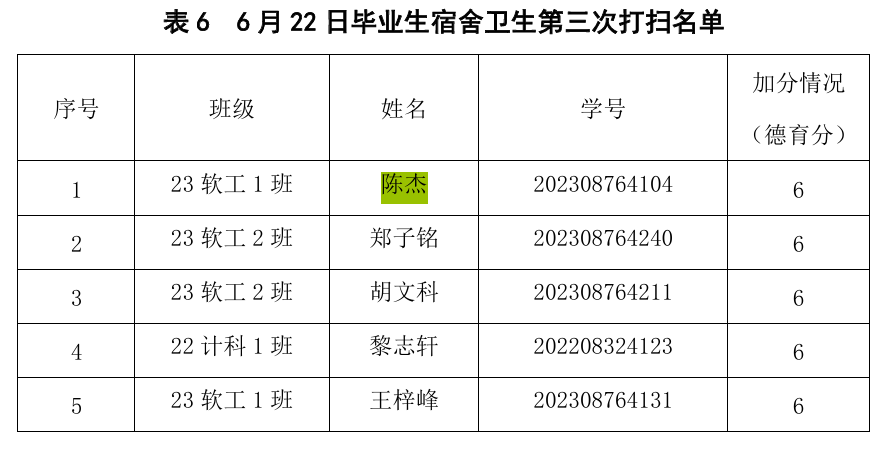 表 6 6 月 22 日毕业生宿舍卫生第三次打扫名单
序号 班级 姓名 学号 加分情况
（德育分）
1 23 软工 1 班 陈杰 202308764104 6
2 23 软工 2 班 郑子铭 202308764240 6
3 23 软工 2 班 胡文科 202308764211 6
4 22 计科 1 班 黎志轩 202208324123 6
5 23 软工 1 班 王梓峰 202308764131 6